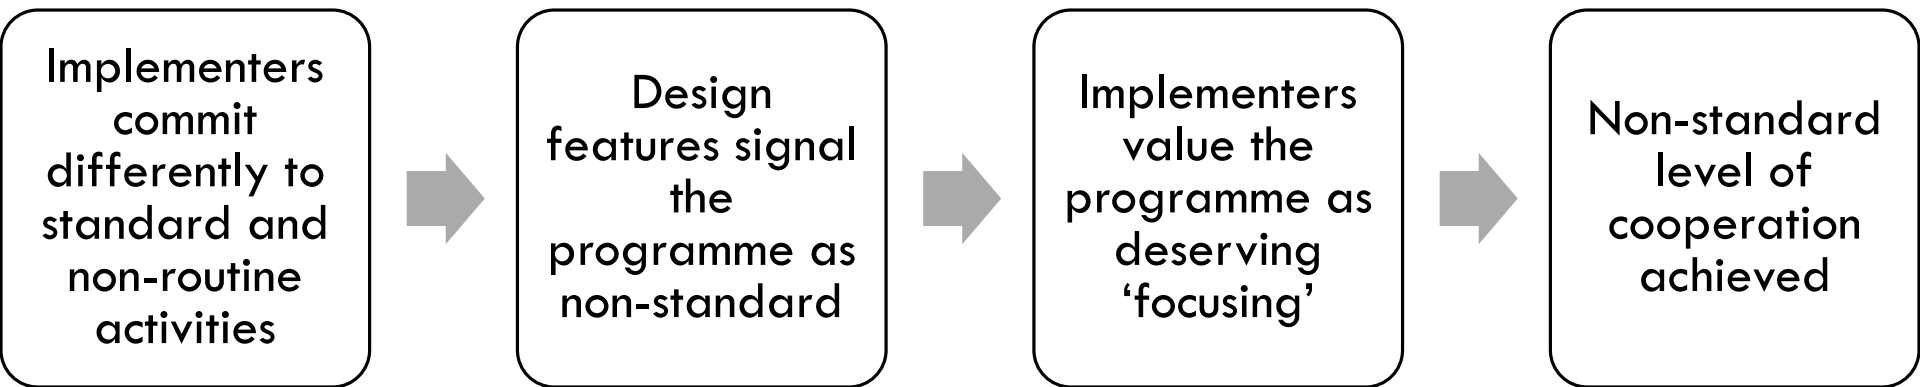 Implementers
commit
differently to
standard and
non-routine
activities
Design
features signal
the
programme as
non-standard
Implementers
value the
programme as
deserving
‘focusing’
Non-standard
level of
cooperation
achieved